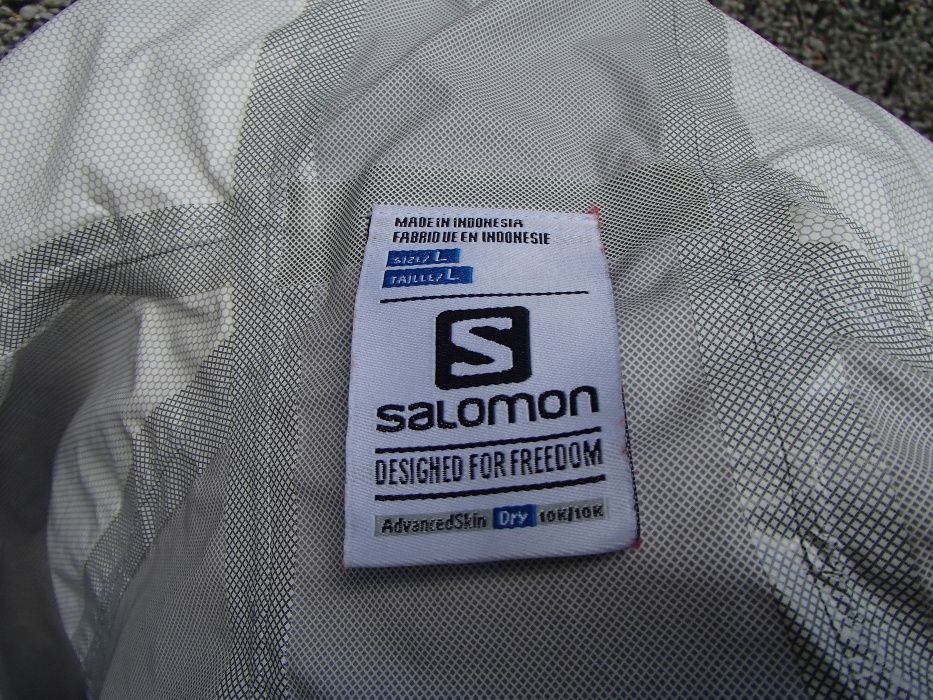 MADE IN INDONESIA
FABRIQUE EN INDONESIE
SIZE/ L
TAILLE/ L
S
SALOMON
DESIGNED FOR FREEDOM
AdvancedSkin Dry 10K/10K